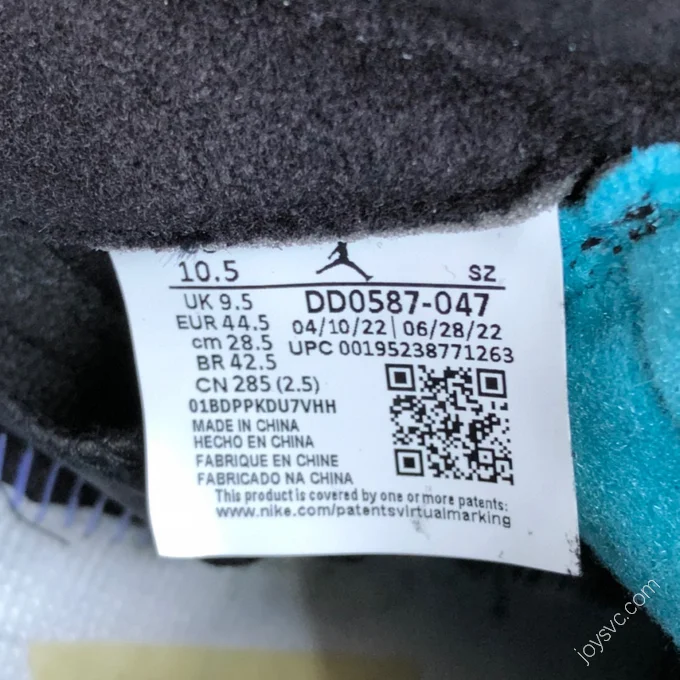 10.5 SZ
UK 9.5
EUR 44.5
cm 28.5
BR 42.5
CN 285 (2.5)
DD0587-047
04/10/22 | 06/28/22
UPC 00195238771263
01BDPPKDU7VHH
MADE IN CHINA
HECHO EN CHINA
FABRIQUE EN CHINE
FABRICADO NA CHINA
This product is covered by one or more patents:
www.nike.com/patentsvirtualmarking
joysvc.com